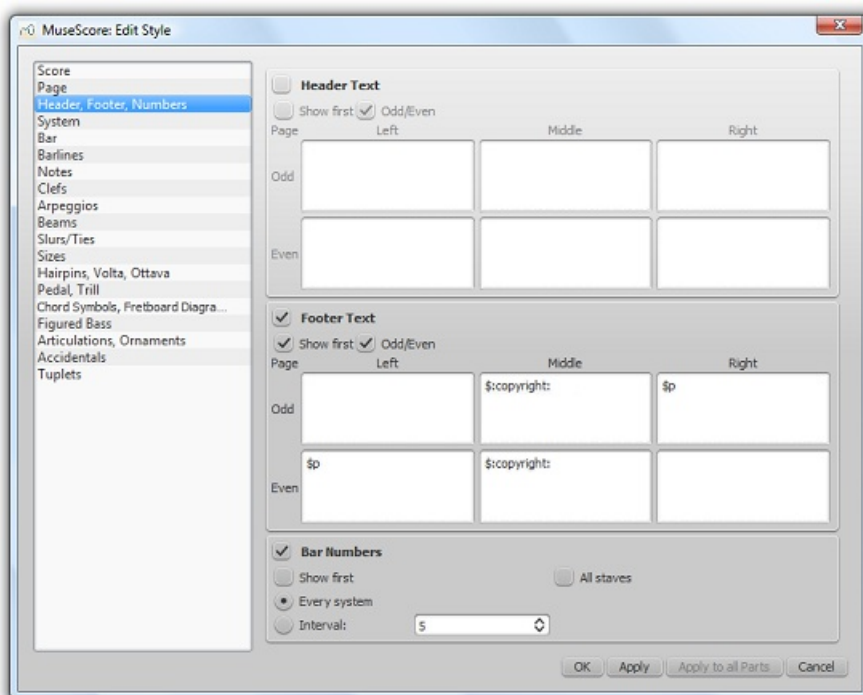 MuseScore: Edit Style
Score
Page
Header, Footer, Numbers
System
Bar
Barlines
Notes
Clefs
Arpeggios
Beams
Slurs/Ties
Sizes
Hairpins, Volta, Ottava
Pedal, Trill
Chord Symbols, Fretboard Diagra...
Figured Bass
Articulations, Ornaments
Accidentals
Tuplets
Header Text
Show first Odd/Even
Page Left Middle Right
Odd
Even
Footer Text
Show first Odd/Even
Page Left Middle Right
$:copyright: $p
Odd
$p $:copyright:
Even
Bar Numbers
Show first All staves
Every system
Interval: 5
OK Apply Apply to all Parts Cancel